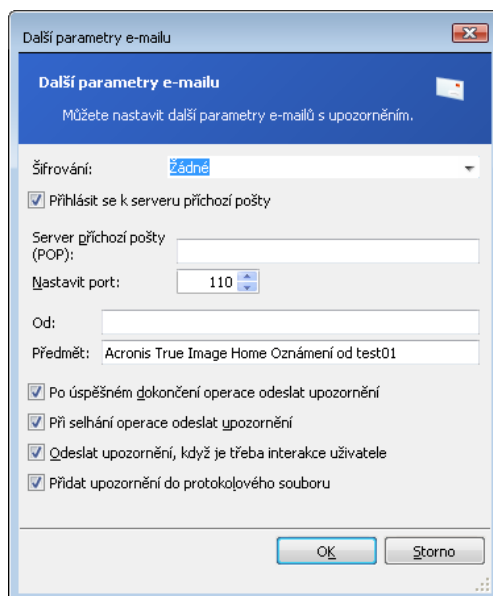 Další parametry e-mailu
Další parametry e-mailu
Můžete nastavit další parametry e-mailů s upozorněním.
Šifrování: Žádné
Přihlásit se k serveru příchozí pošty
Server příchozí pošty
(POP):
Nastavit port: 110
Od:
Předmět: Acronis True Image Home Oznámení od test01
Po úspěšném dokončení operace odeslat upozornění
Při selhání operace odeslat upozornění
Odeslat upozornění, když je třeba interakce uživatele
Přidat upozornění do protokolového souboru
OK Storno